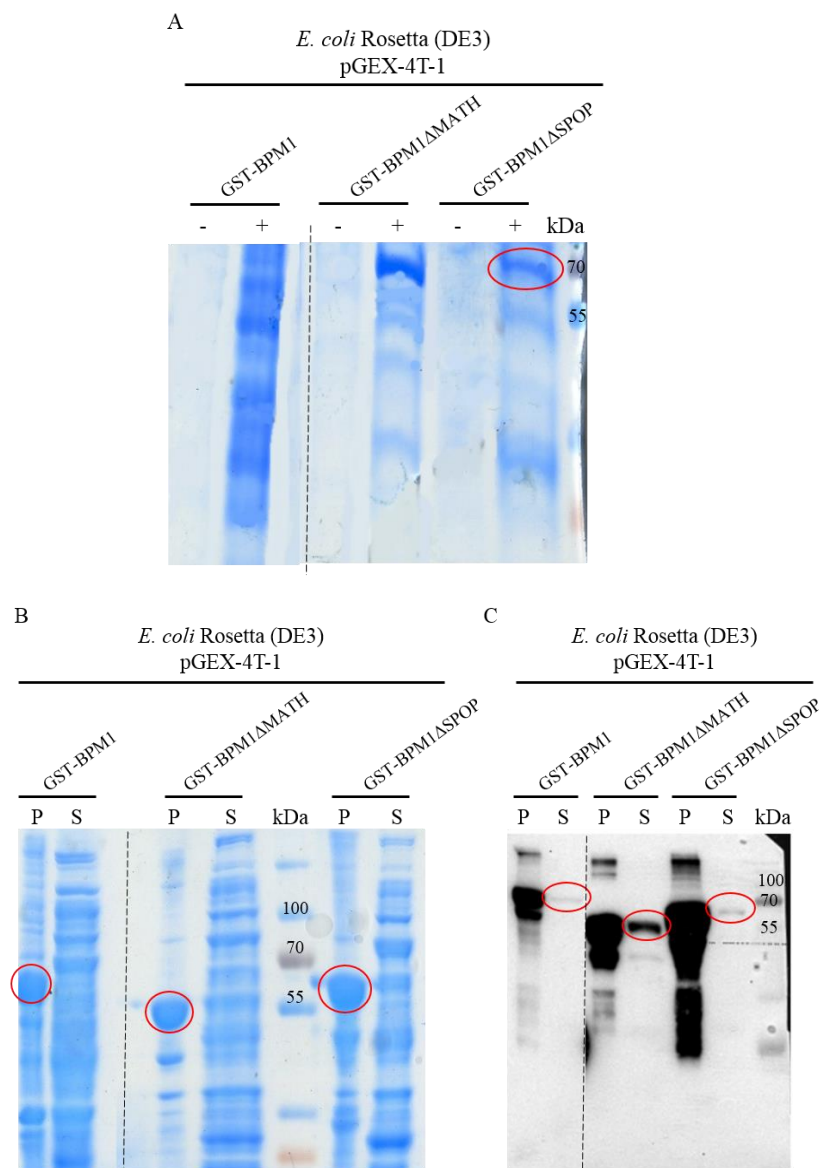 A
E. coli Rosetta (DE3)
pGEX-4T-1
GST-BPM1
GST-BPM1ΔMATH
GST-BPM1ΔSPOP
- + - + - + kDa
70
55
B
E. coli Rosetta (DE3)
pGEX-4T-1
GST-BPM1
GST-BPM1ΔMATH
GST-BPM1ΔSPOP
P S P S kDa P S
100
70
55
C
E. coli Rosetta (DE3)
pGEX-4T-1
GST-BPM1
GST-BPM1ΔMATH
GST-BPM1ΔSPOP
P S P S P S kDa
100
70
55